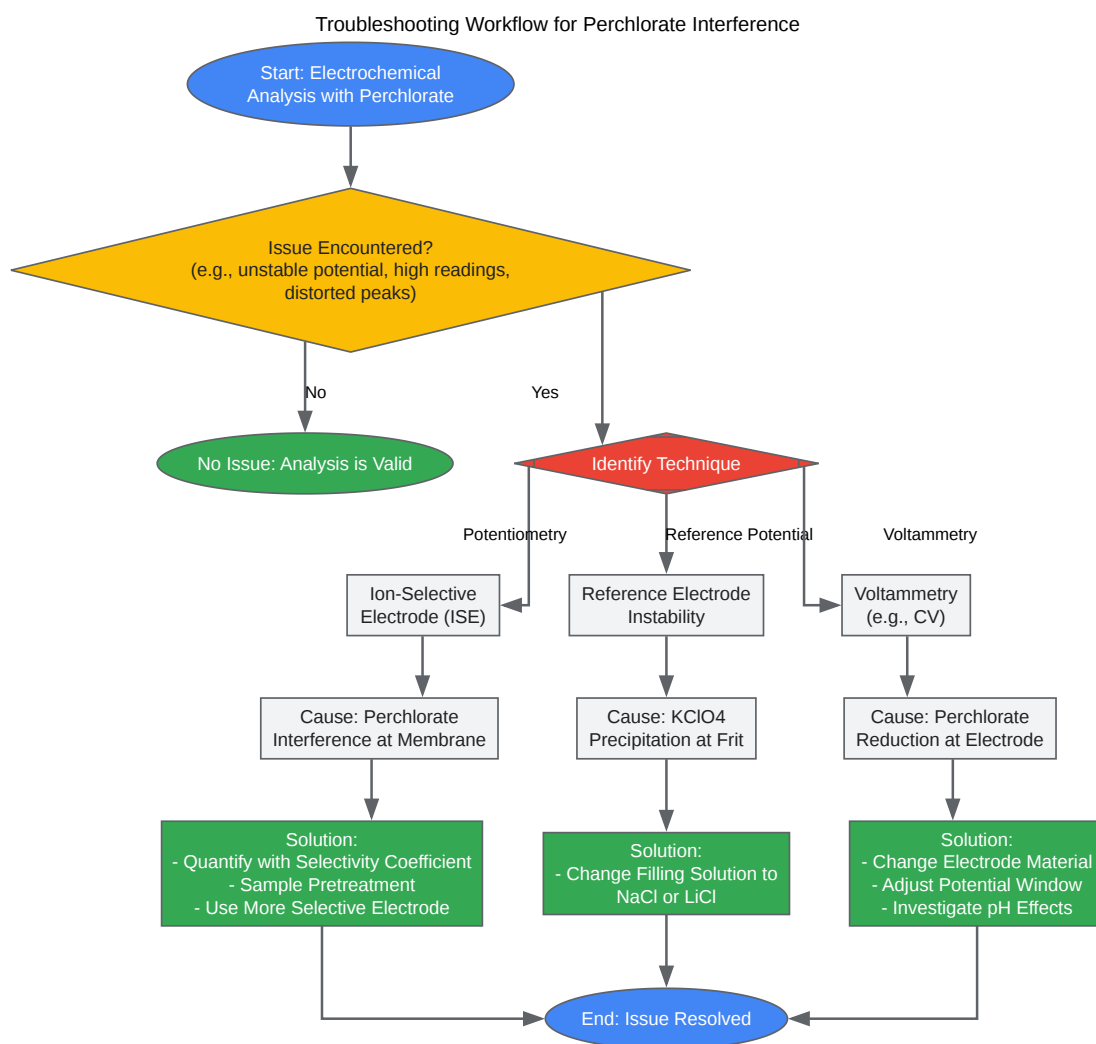 Troubleshooting Workflow for Perchlorate Interference
Start: Electrochemical
Analysis with Perchlorate
Issue Encountered?
(e.g., unstable potential, high readings,
distorted peaks)
No
Yes
No Issue: Analysis is Valid
Identify Technique
Potentiometry
Reference Potential
Voltammetry
Ion-Selective
Electrode (ISE)
Reference Electrode
Instability
Voltammetry
(e.g., CV)
Cause: Perchlorate
Interference at Membrane
Cause: KClO4
Precipitation at Frit
Cause: Perchlorate
Reduction at Electrode
Solution:
- Quantify with Selectivity Coefficient
- Sample Pretreatment
- Use More Selective Electrode
Solution:
- Change Filling Solution to
NaCl or LiCl
Solution:
- Change Electrode Material
- Adjust Potential Window
- Investigate pH Effects
End: Issue Resolved